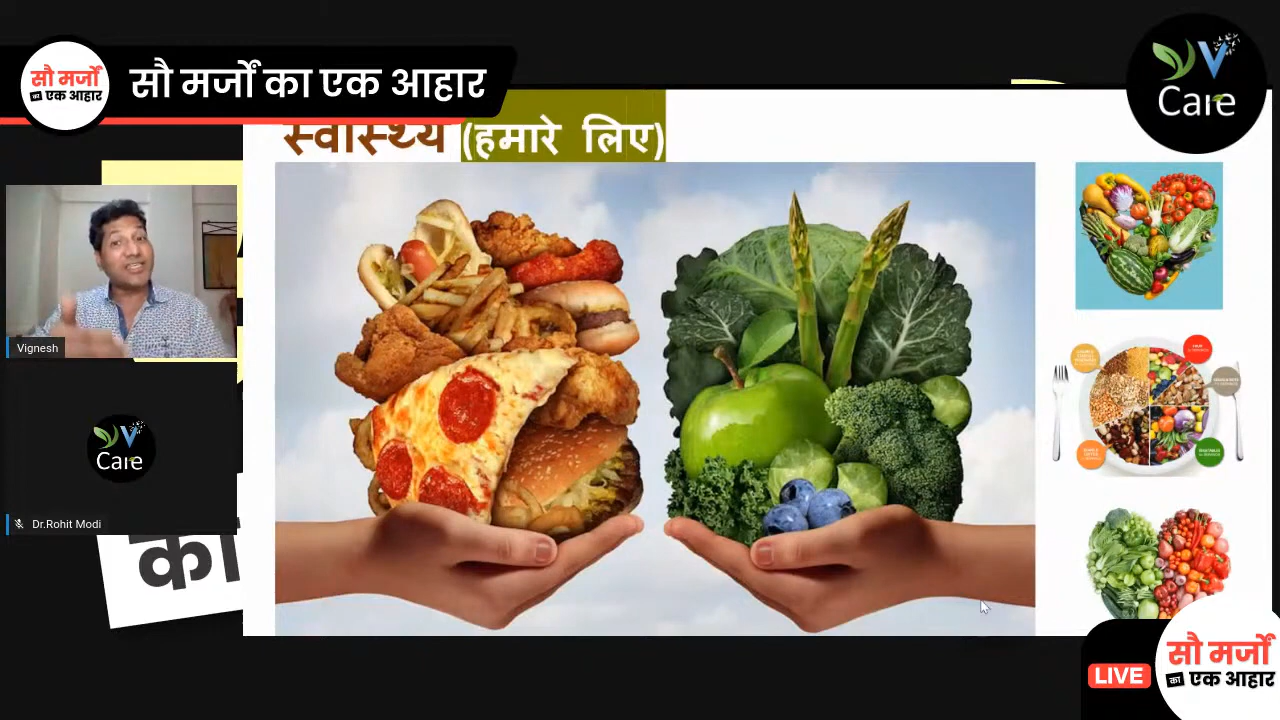 सौ मर्जों
का एक आहार
सौ मर्जों का एक आहार
V
Care
स्वास्थ्य (हमारे लिए)
Vignesh
V
Care
Dr.Rohit Modi
का
LIVE
सौ मर्जों
का एक आहार